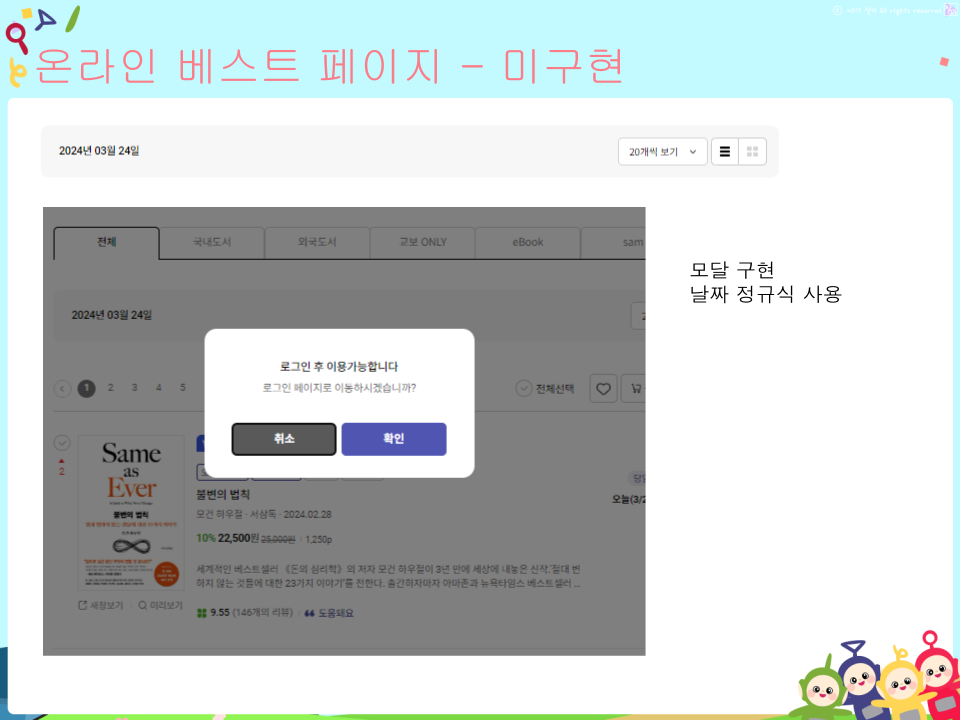 All rights reserved
온라인 베스트 페이지 - 미구현
2024년 03월 24일
20개씩 보기
전체
국내도서
외국도서
교보 ONLY
eBook
sam
모달 구현
날짜 정규식 사용
2024년 03월 24일
2
로그인 후 이용가능합니다
로그인 페이지로 이동하시겠습니까?
1 2 3 4 5
전체선택
취소
확인
2
Same
as
Ever
불변의 법칙
불변의 법칙
모건 하우절 · 서삼독 · 2024.02.28
오늘(3/2
10% 22,500원 25,000원 | 1,250p
세계적인 베스트셀러 《돈의 심리학》의 저자 모건 하우절이 3년 만에 세상에 내놓은 신작.'절대 변
하지 않는 것들에 대한 23가지 이야기'를 전한다. 출간하자마자 아마존과 뉴욕타임스 베스트셀러 ...
새창보기
미리보기
9.55 (146개의 리뷰)
도움돼요